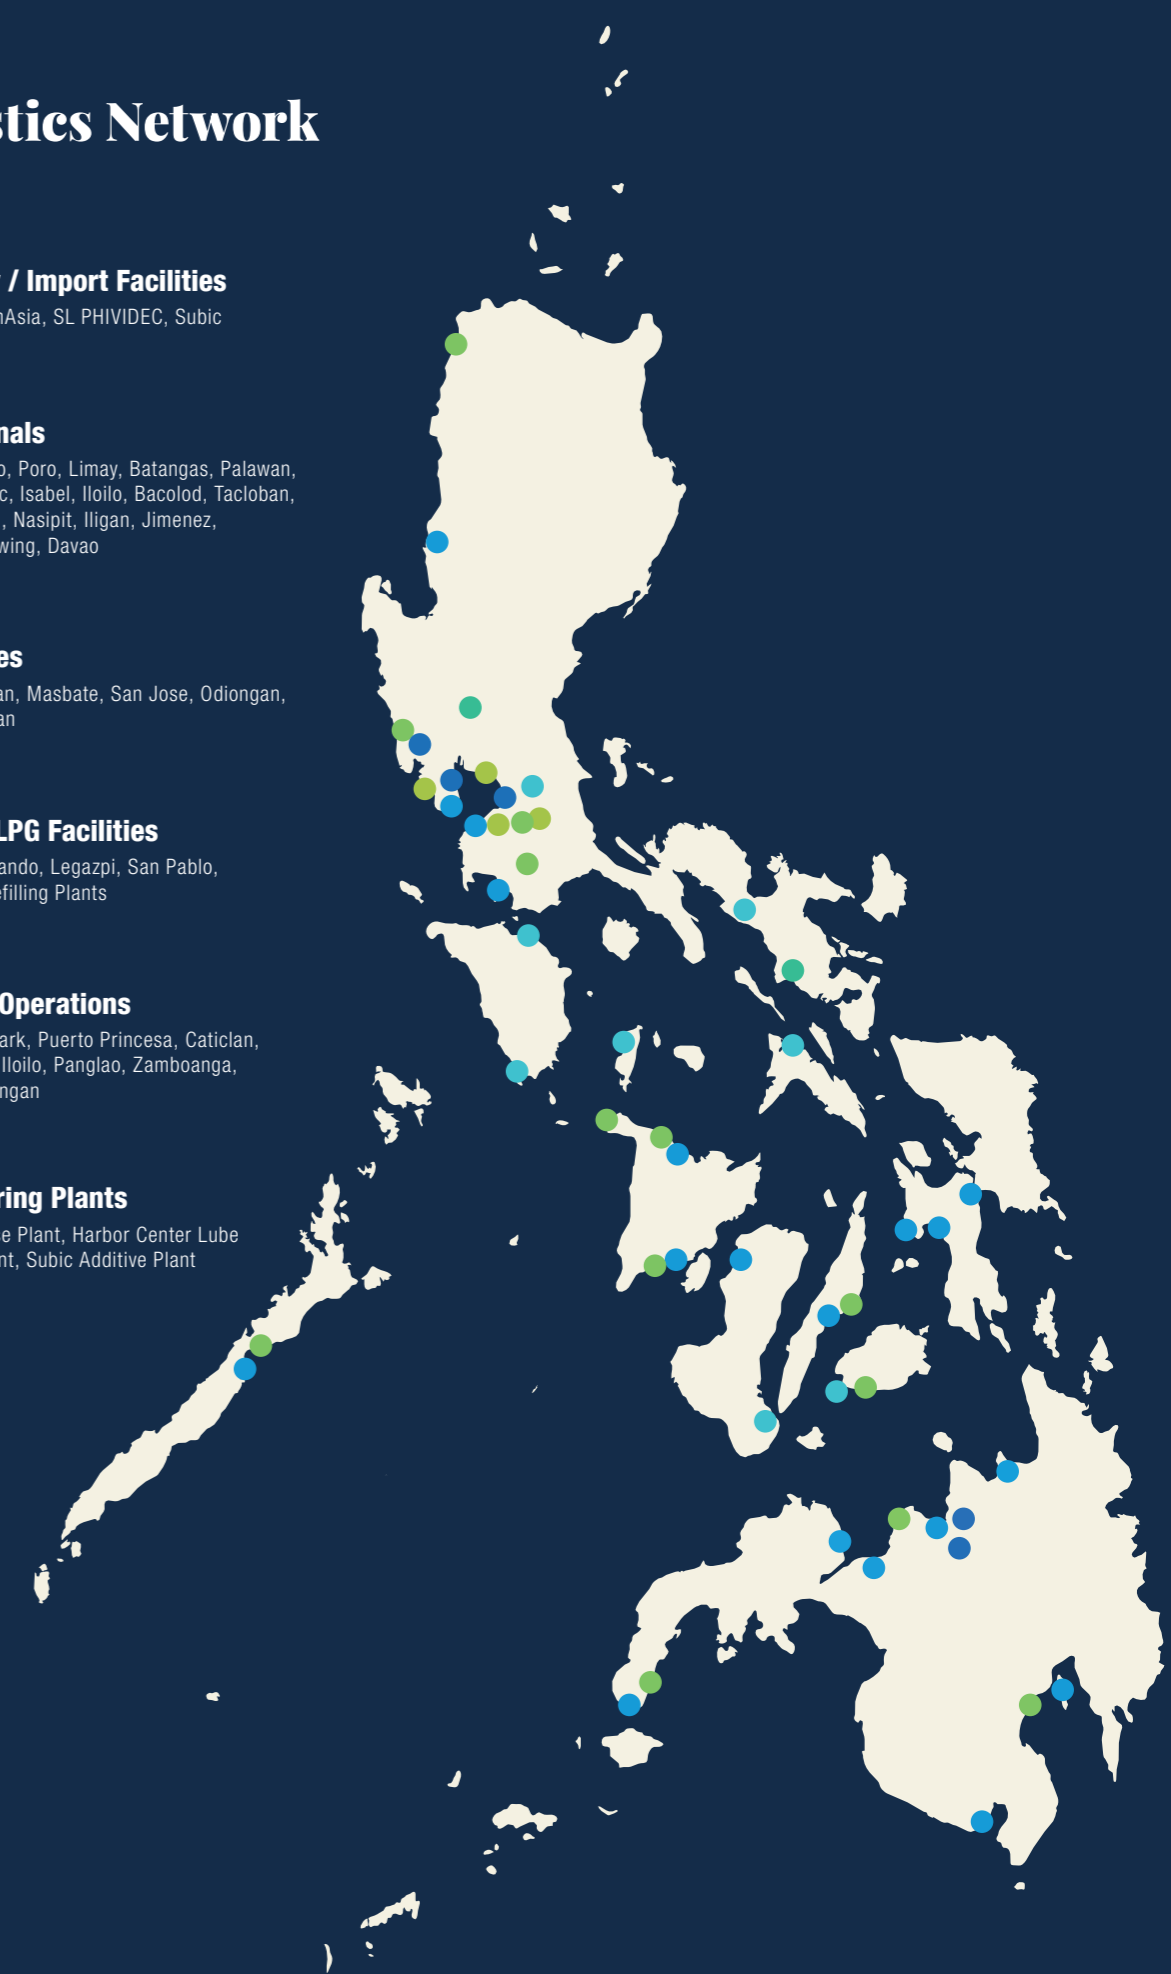 stics Network
/ Import Facilities
nAsia, SL PHIVIDEC, Subic
nals
o, Poro, Limay, Batangas, Palawan,
c, Isabel, Iloilo, Bacolod, Tacloban,
, Nasipit, Iligan, Jimenez,
wing, Davao
es
an, Masbate, San Jose, Odiongan,
an
LPG Facilities
ando, Legazpi, San Pablo,
efilling Plants
Operations
ark, Puerto Princesa, Caticlan,
Iloilo, Panglao, Zamboanga,
ngan
ring Plants
e Plant, Harbor Center Lube
nt, Subic Additive Plant